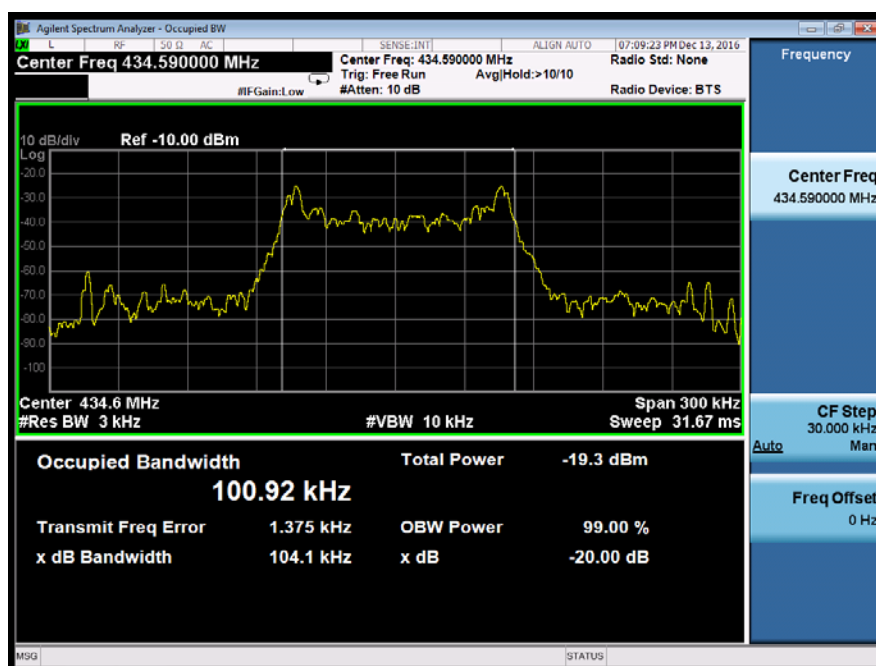 Agilent Spectrum Analyzer - Occupied BW
LXI L RF 50 Ω AC SENSE:INT ALIGN AUTO 07:09:23 PM Dec 13, 2016
Center Freq 434.590000 MHz
Center Freq: 434.590000 MHz Radio Std: None
Trig: Free Run Avg|Hold:>10/10
#IFGain:Low #Atten: 10 dB Radio Device: BTS
10 dB/div Ref -10.00 dBm
Log
-20.0
-30.0
-40.0
-50.0
-60.0
-70.0
-80.0
-90.0
-100
Center 434.6 MHz Span 300 kHz
#Res BW 3 kHz #VBW 10 kHz Sweep 31.67 ms
Occupied Bandwidth Total Power -19.3 dBm
100.92 kHz
Transmit Freq Error 1.375 kHz OBW Power 99.00 %
x dB Bandwidth 104.1 kHz x dB -20.00 dB
MSG STATUS
Frequency
Center Freq
434.590000 MHz
CF Step
30.000 kHz
Auto Man
Freq Offset
0 Hz